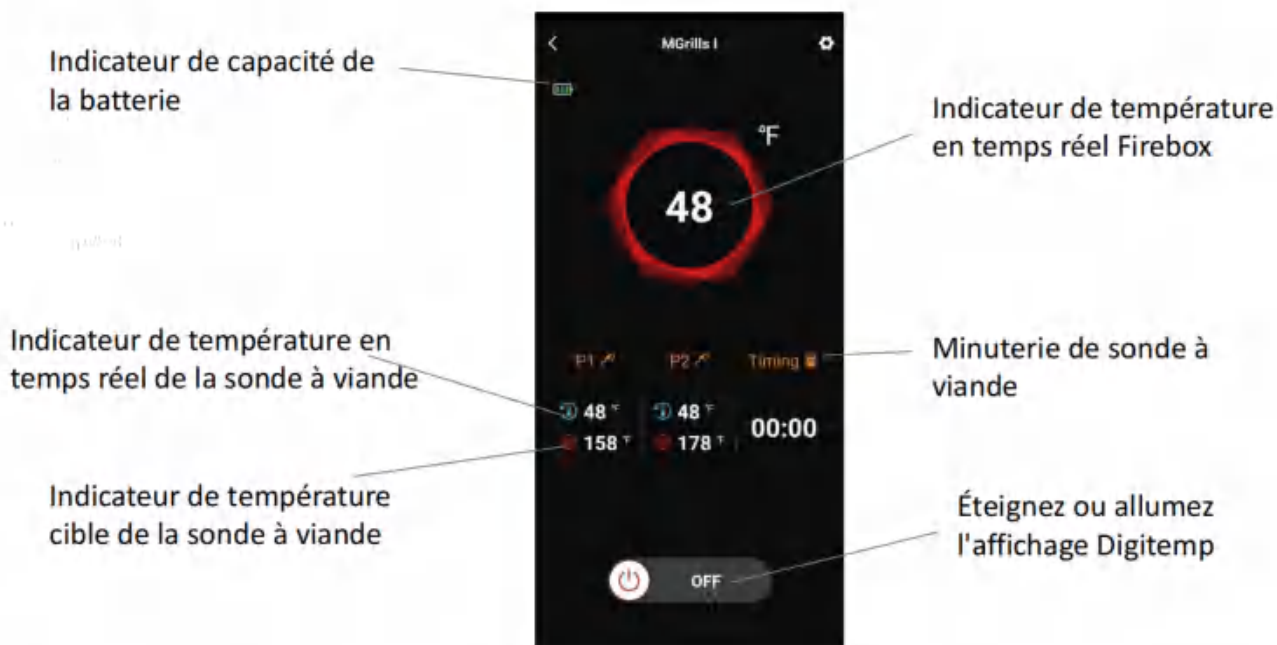 Indicateur de capacité de
la batterie
MGrills I
°F
48
Indicateur de température
en temps réel Firebox
Indicateur de température en
temps réel de la sonde à viande
P1
P2
Timing
Minuterie de sonde à
viande
48 °F
48 °F
00:00
158 °F
178 °F
Indicateur de température
cible de la sonde à viande
Éteignez ou allumez
l'affichage Digitemp
OFF